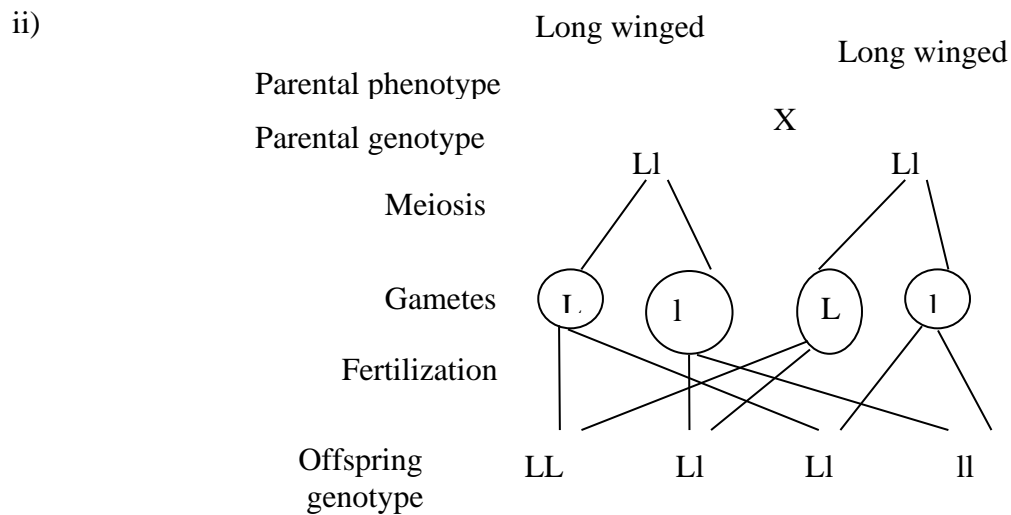 ii)
Long winged
Long winged
Parental phenotype
X
Parental genotype
Ll Ll
Meiosis
Gametes L l L l
Fertilization
Offspring genotype LL Ll Ll ll